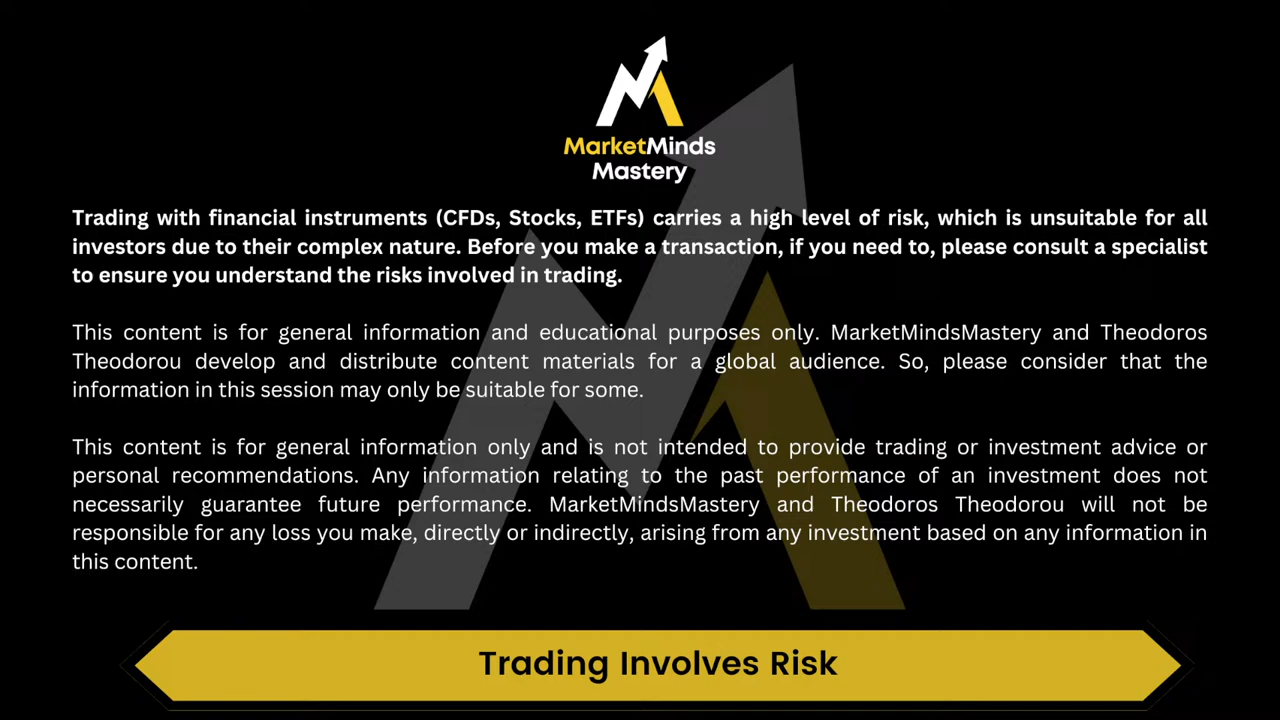 MarketMinds
Mastery
Trading with financial instruments (CFDs, Stocks, ETFs) carries a high level of risk, which is unsuitable for all
investors due to their complex nature. Before you make a transaction, if you need to, please consult a specialist
to ensure you understand the risks involved in trading.
This content is for general information and educational purposes only. MarketMindsMastery and Theodoros
Theodorou develop and distribute content materials for a global audience. So, please consider that the
information in this session may only be suitable for some.
This content is for general information only and is not intended to provide trading or investment advice or
personal recommendations. Any information relating to the past performance of an investment does not
necessarily guarantee future performance. MarketMindsMastery and Theodoros Theodorou will not be
responsible for any loss you make, directly or indirectly, arising from any investment based on any information in
this content.
Trading Involves Risk